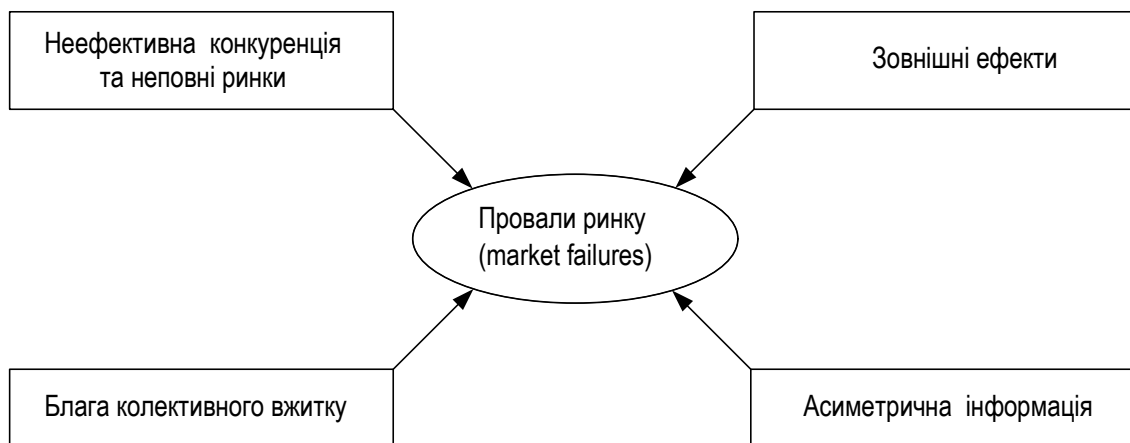 Неефективна конкуренція
та неповні ринки
Зовнішні ефекти
Провали ринку
(market failures)
Блага колективного вжитку
Асиметрична інформація